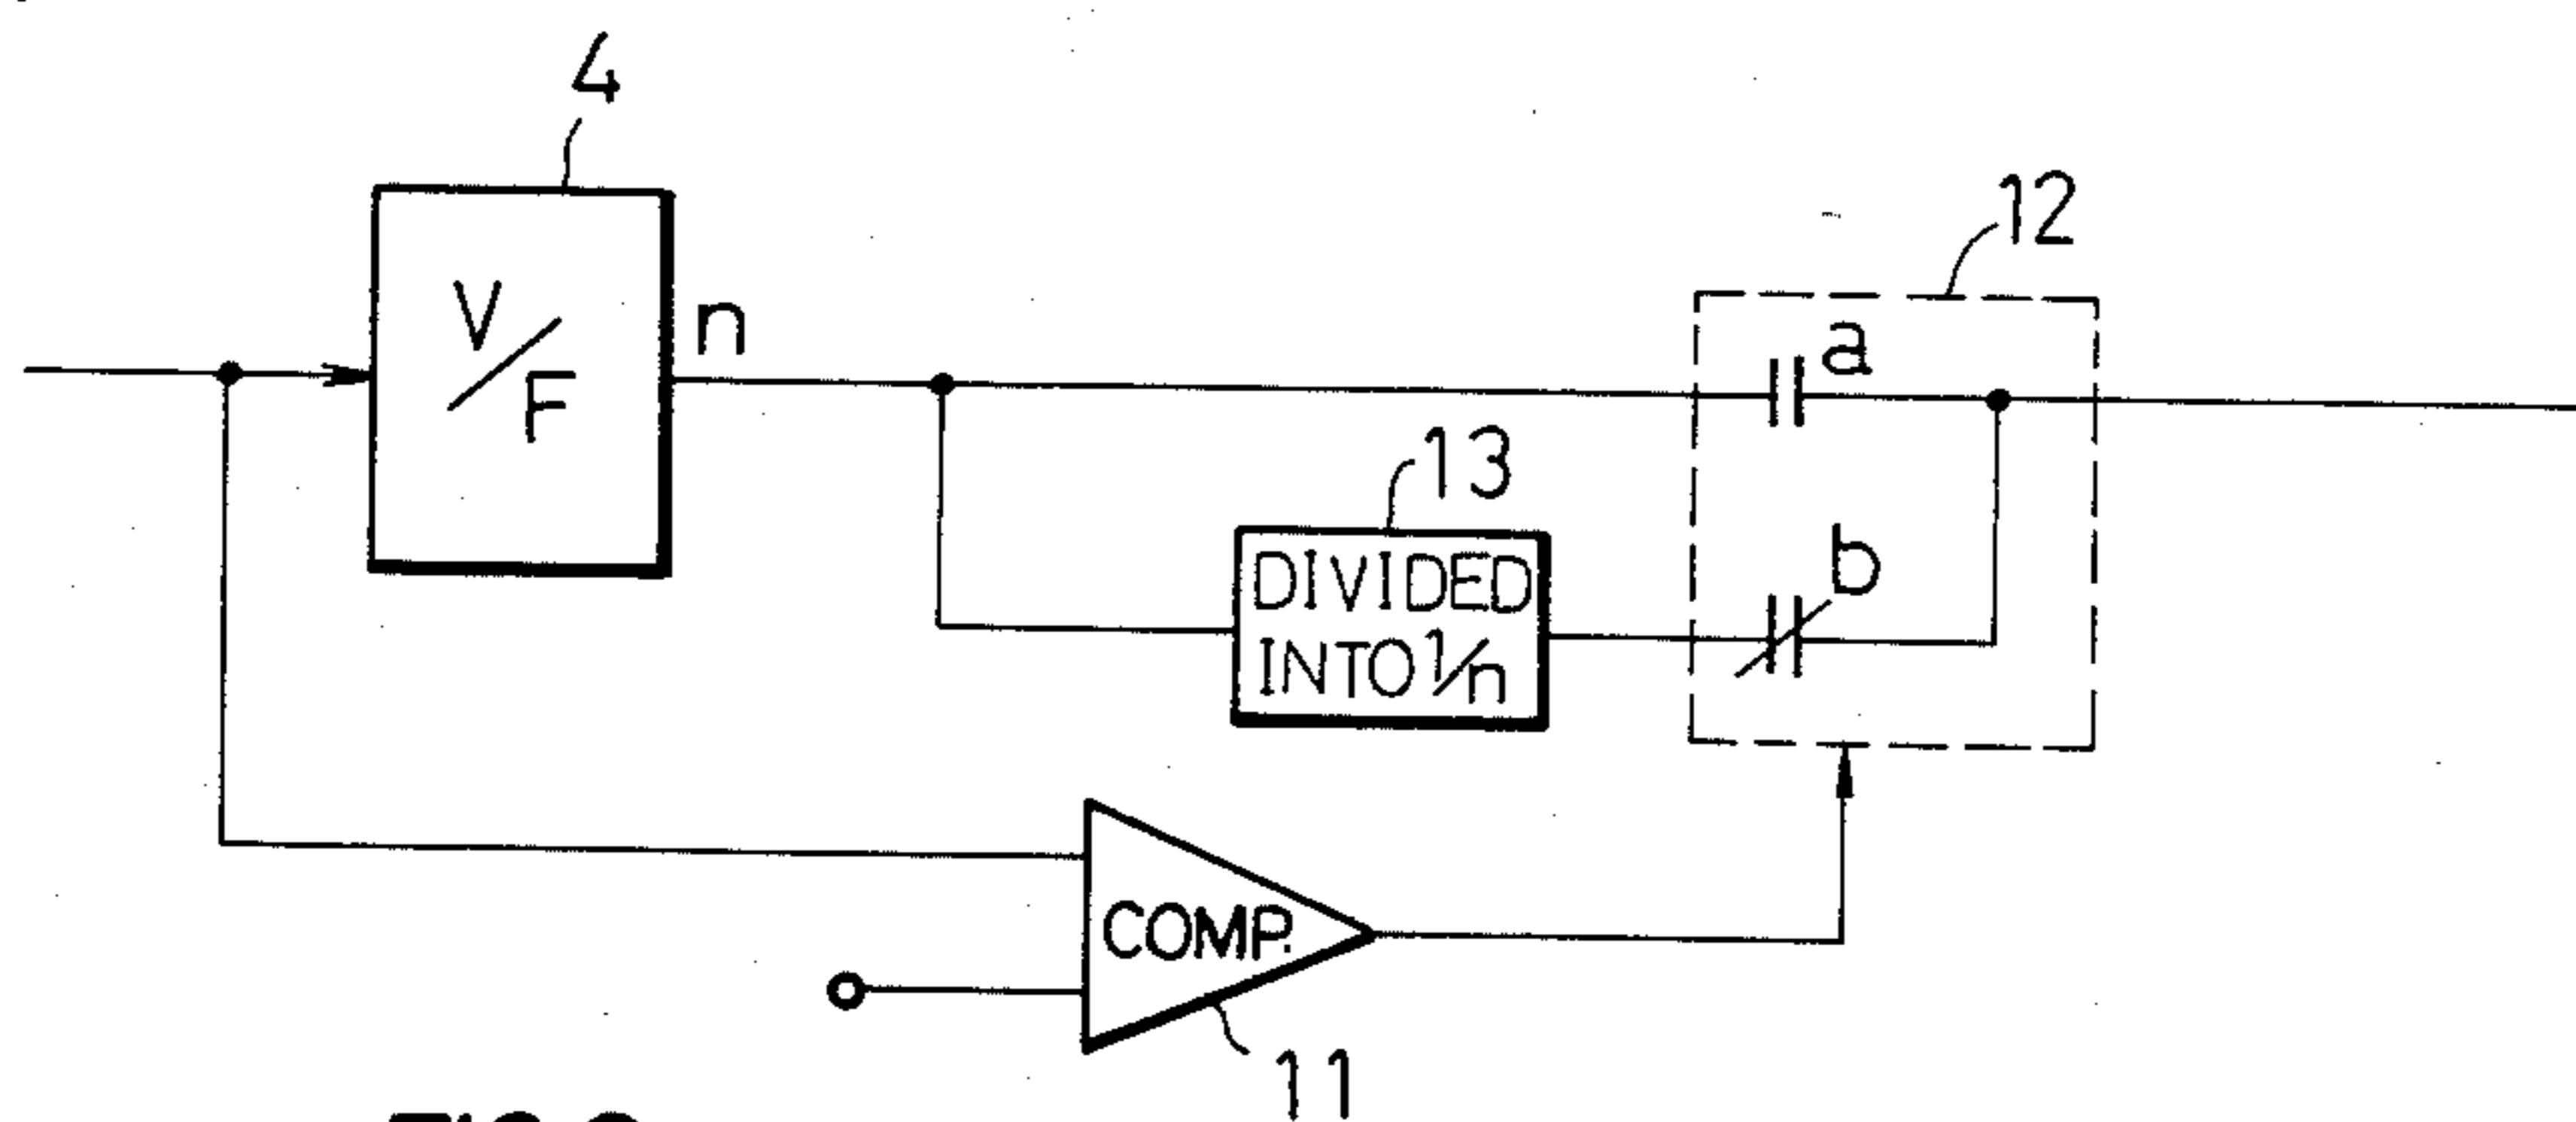 4
V/F
n
12
a
13
DIVIDED
INTO 1/n
b
COMP.
11